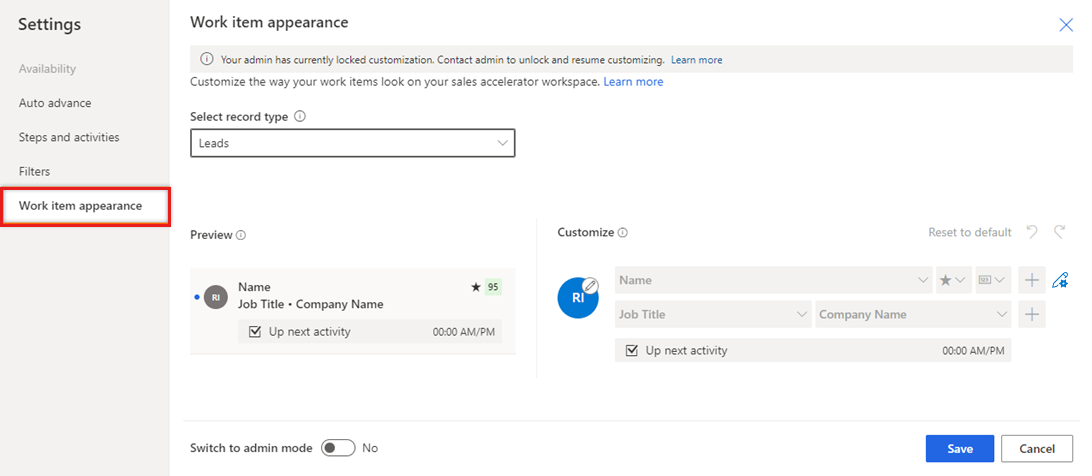 Settings
Availability
Auto advance
Steps and activities
Filters
Work item appearance
Work item appearance
Your admin has currently locked customization. Contact admin to unlock and resume customizing. Learn more
Customize the way your work items look on your sales accelerator workspace. Learn more
Select record type
Leads
Preview
RI
Name
95
Job Title • Company Name
Up next activity 00:00 AM/PM
Customize
Reset to default
RI
Name
Job Title
Company Name
Up next activity 00:00 AM/PM
Switch to admin mode No
Save
Cancel